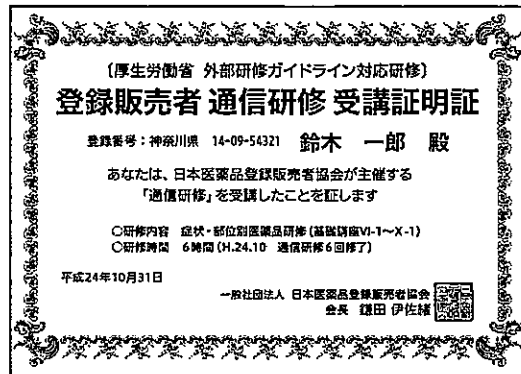 〔厚生労働省 外部研修ガイドライン対応研修〕
登録販売者 通信研修 受講証明証
登録番号：神奈川県 14-09-54321 鈴木 一郎 殿
あなたは、日本医薬品登録販売者協会が主催する
「通信研修」を受講したことを証します
○研修内容 症状・部位別医薬品研修（基礎講座VI-1〜X-1）
○研修時間 6時間（H.24.10 通信研修6回修了）
平成24年10月31日
一般社団法人 日本医薬品登録販売者協会
会長 鎌田 伊佐緒